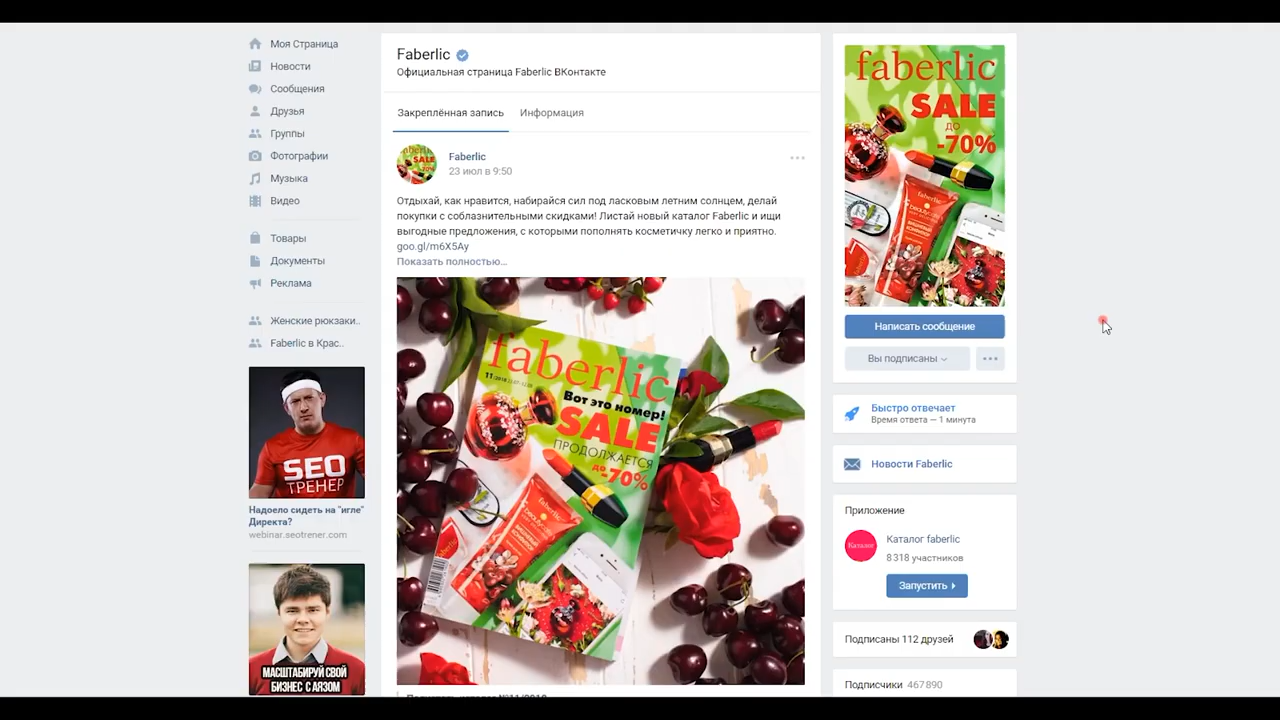 Моя Страница
Новости
Сообщения
Друзья
Группы
Фотографии
Музыка
Видео
Товары
Документы
Реклама
Женские рюкзаки..
Faberlic в Крас..
SEO
ТРЕНЕР
Надоело сидеть на "игле"
Директа?
webinar.seotrener.com
МАСШТАБИРУЙ СВОЙ
БИЗНЕС С АЯЗОМ
Faberlic
Официальная страница Faberlic ВКонтакте
Закреплённая запись
Информация
Faberlic
23 июл в 9:50
Отдыхай, как нравится, набирайся сил под ласковым летним солнцем, делай
покупки с соблазнительными скидками! Листай новый каталог Faberlic и ищи
выгодные предложения, с которыми пополнять косметичку легко и приятно.
goo.gl/m6X5Ay
Показать полностью…
faberlic
Вот это номер!
SALE
ПРОДОЛЖАЕТСЯ
до -70%
faberlic
SALE
ДО
-70%
Написать сообщение
Вы подписаны
Быстро отвечает
Время ответа — 1 минута
Новости Faberlic
Приложение
Каталог
Каталог faberlic
8 318 участников
Запустить
Подписаны 112 друзей
Подписчики 467 890